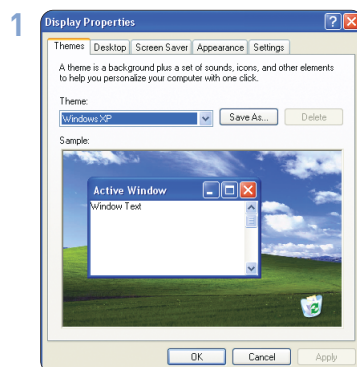 1
Display Properties
Themes Desktop Screen Saver Appearance Settings
A theme is a background plus a set of sounds, icons, and other elements
to help you personalize your computer with one click.
Theme:
Windows XP Save As... Delete
Sample:
Active Window
Window Text
OK Cancel Apply